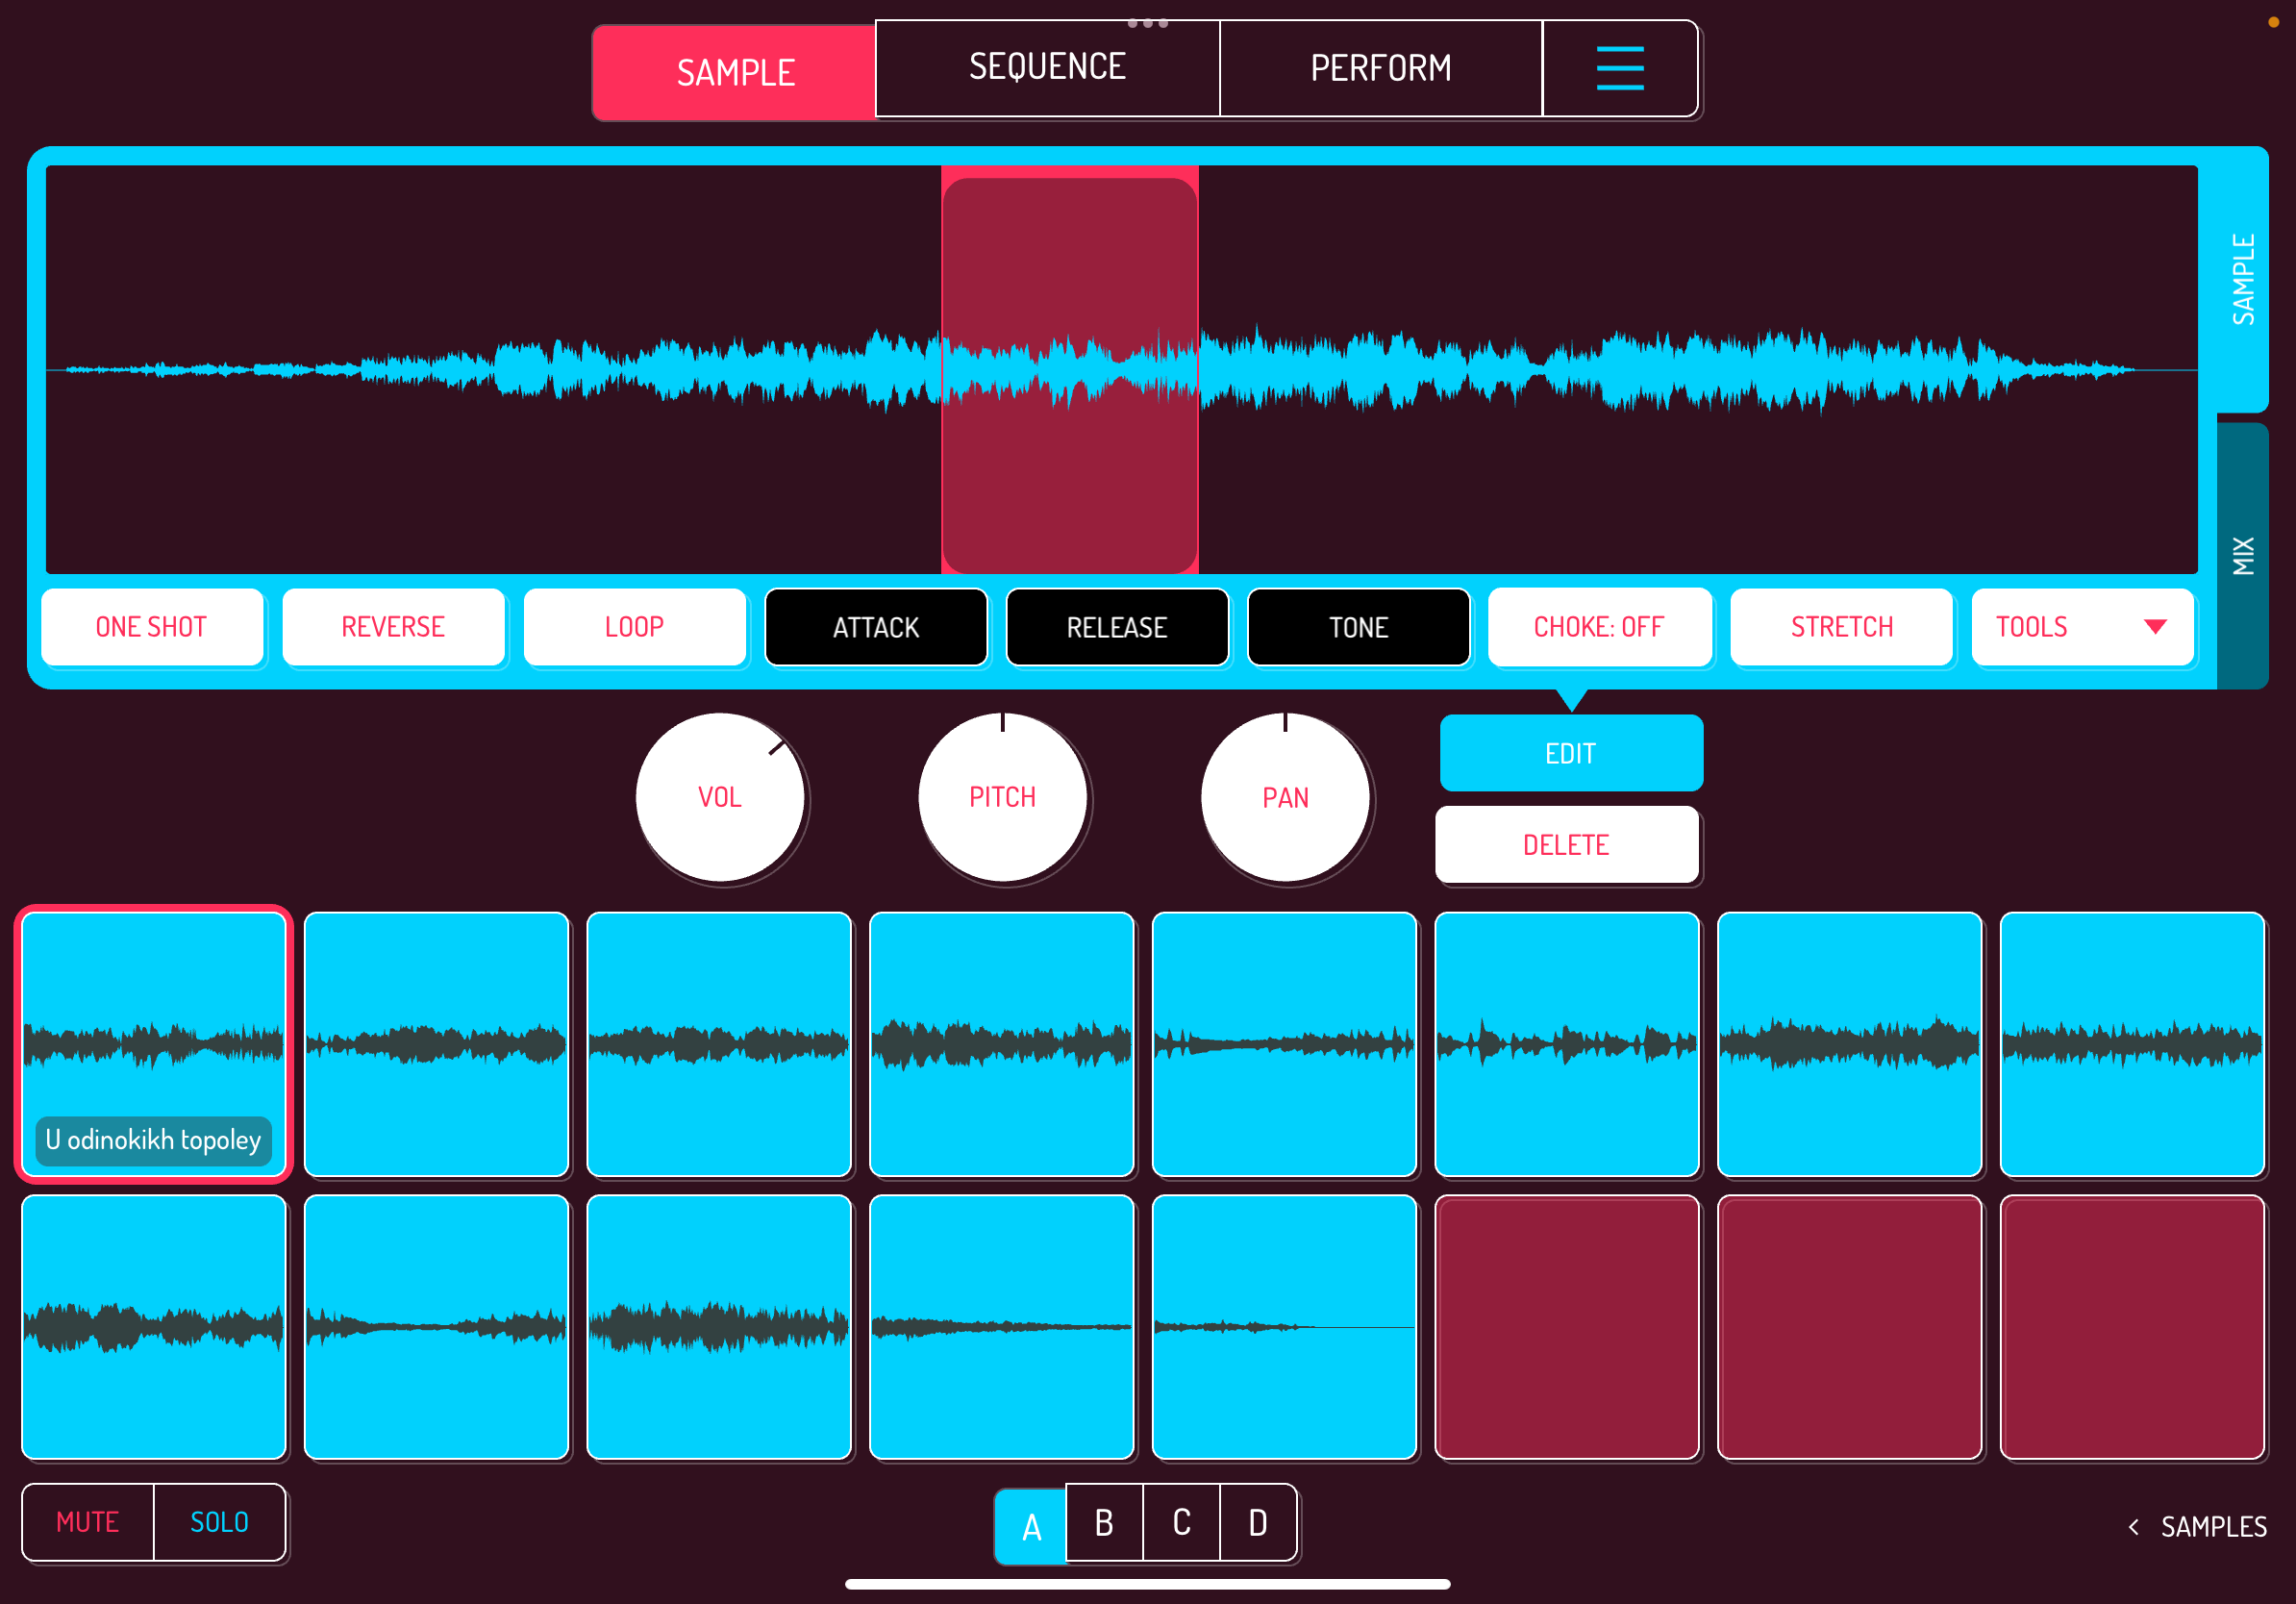 SAMPLE
SEQUENCE
PERFORM
SAMPLE
MIX
ONE SHOT
REVERSE
LOOP
ATTACK
RELEASE
TONE
CHOKE: OFF
STRETCH
TOOLS
VOL
PITCH
PAN
EDIT
DELETE
U odinokikh topoley
MUTE
SOLO
A
B
C
D
< SAMPLES